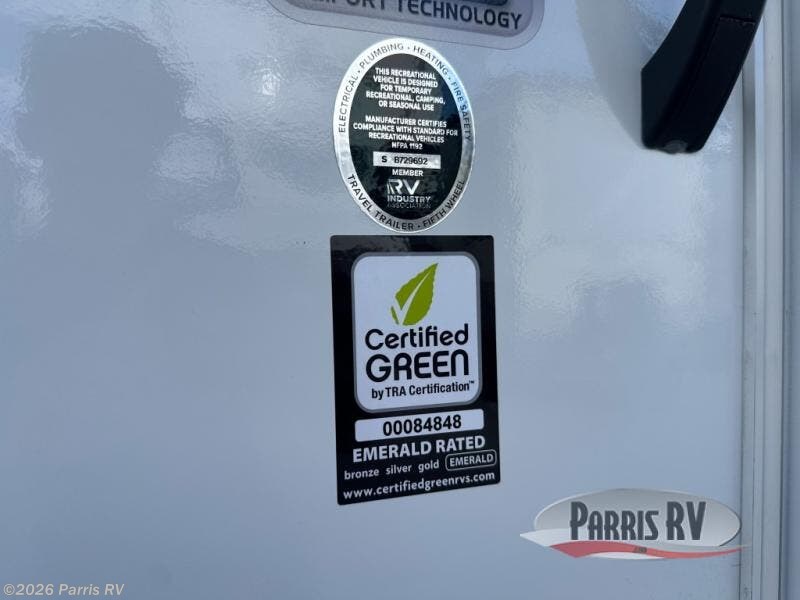 TECHNOLOGY
ELECTRICAL · PLUMBING · HEATING · FIRE SAFETY
THIS RECREATIONAL
VEHICLE IS DESIGNED
FOR TEMPORARY
RECREATIONAL, CAMPING,
OR SEASONAL USE
MANUFACTURER CERTIFIES
COMPLIANCE WITH STANDARD FOR
RECREATIONAL VEHICLES
NFPA 1192
S B729692
MEMBER
RV
INDUSTRY
ASSOCIATION
TRAVEL TRAILER · FIFTH WHEEL
Certified
GREEN
by TRA Certification™
00084848
EMERALD RATED
bronze silver gold EMERALD
www.certifiedgreenrvs.com
PARRIS RV
©2026 Parris RV